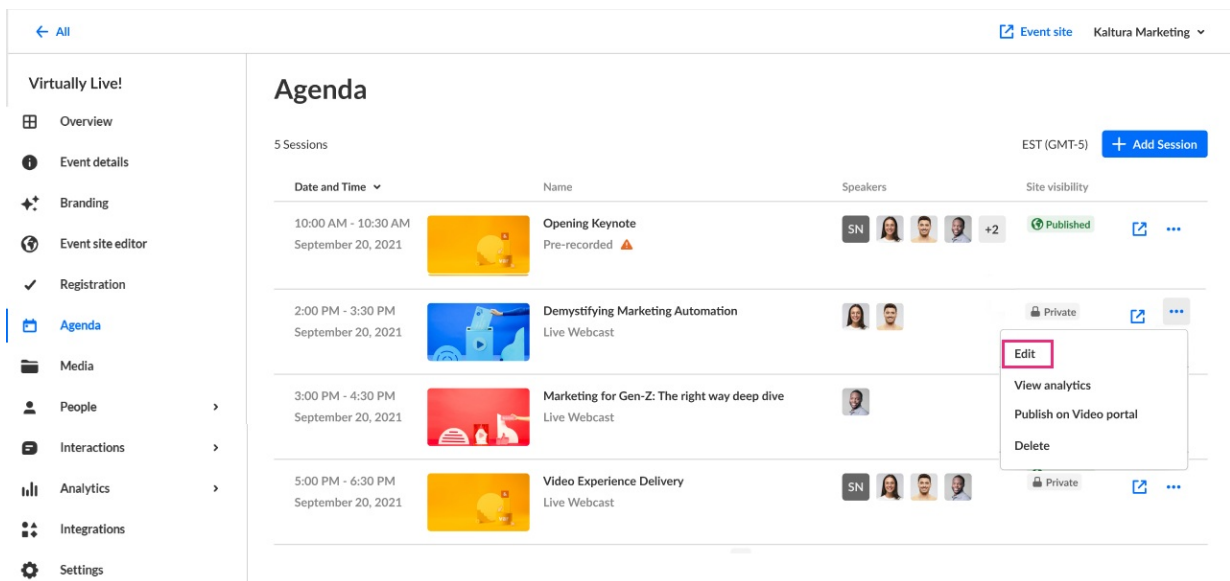 All
Event site
Kaltura Marketing
Virtually Live!
Overview
Event details
Branding
Event site editor
Registration
Agenda
Media
People
Interactions
Analytics
Integrations
Settings
Agenda
5 Sessions
EST (GMT-5)
+ Add Session
Date and Time
Name
Speakers
Site visibility
10:00 AM - 10:30 AM
September 20, 2021
Opening Keynote
Pre-recorded
SN
+2
Published
2:00 PM - 3:30 PM
September 20, 2021
Demystifying Marketing Automation
Live Webcast
Private
Edit
View analytics
Publish on Video portal
Delete
3:00 PM - 4:30 PM
September 20, 2021
Marketing for Gen-Z: The right way deep dive
Live Webcast
5:00 PM - 6:30 PM
September 20, 2021
Video Experience Delivery
Live Webcast
SN
Private